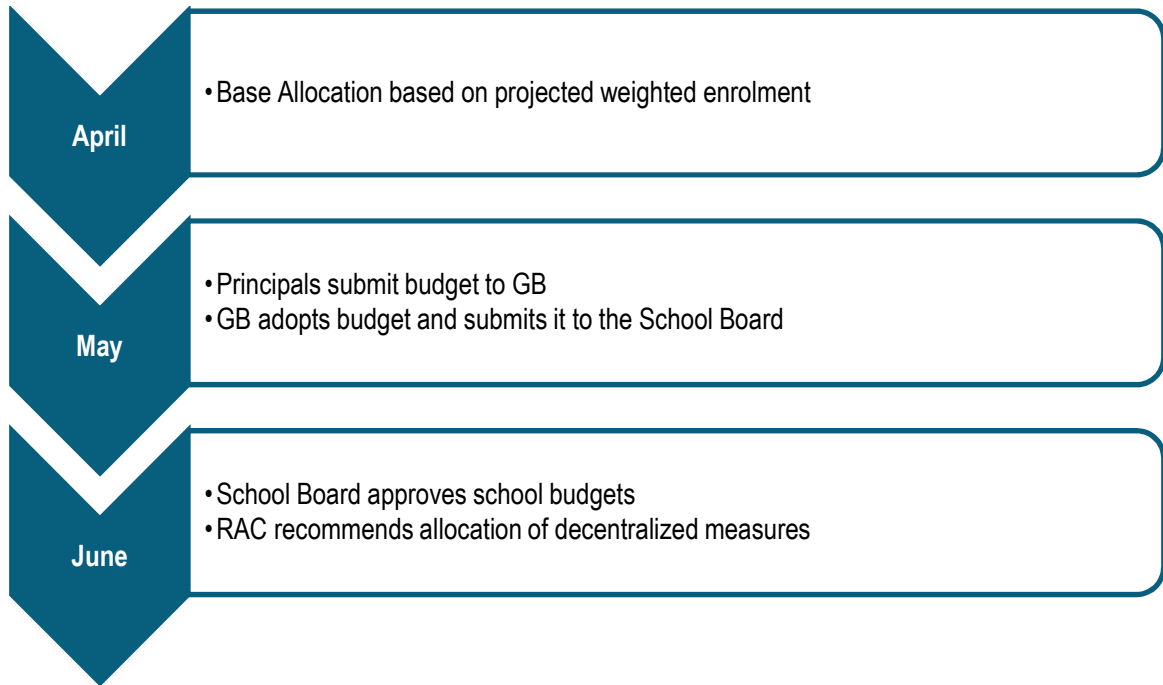 April
•Base Allocation based on projected weighted enrolment
May
•Principals submit budget to GB
•GB adopts budget and submits it to the School Board
June
•School Board approves school budgets
•RAC recommends allocation of decentralized measures